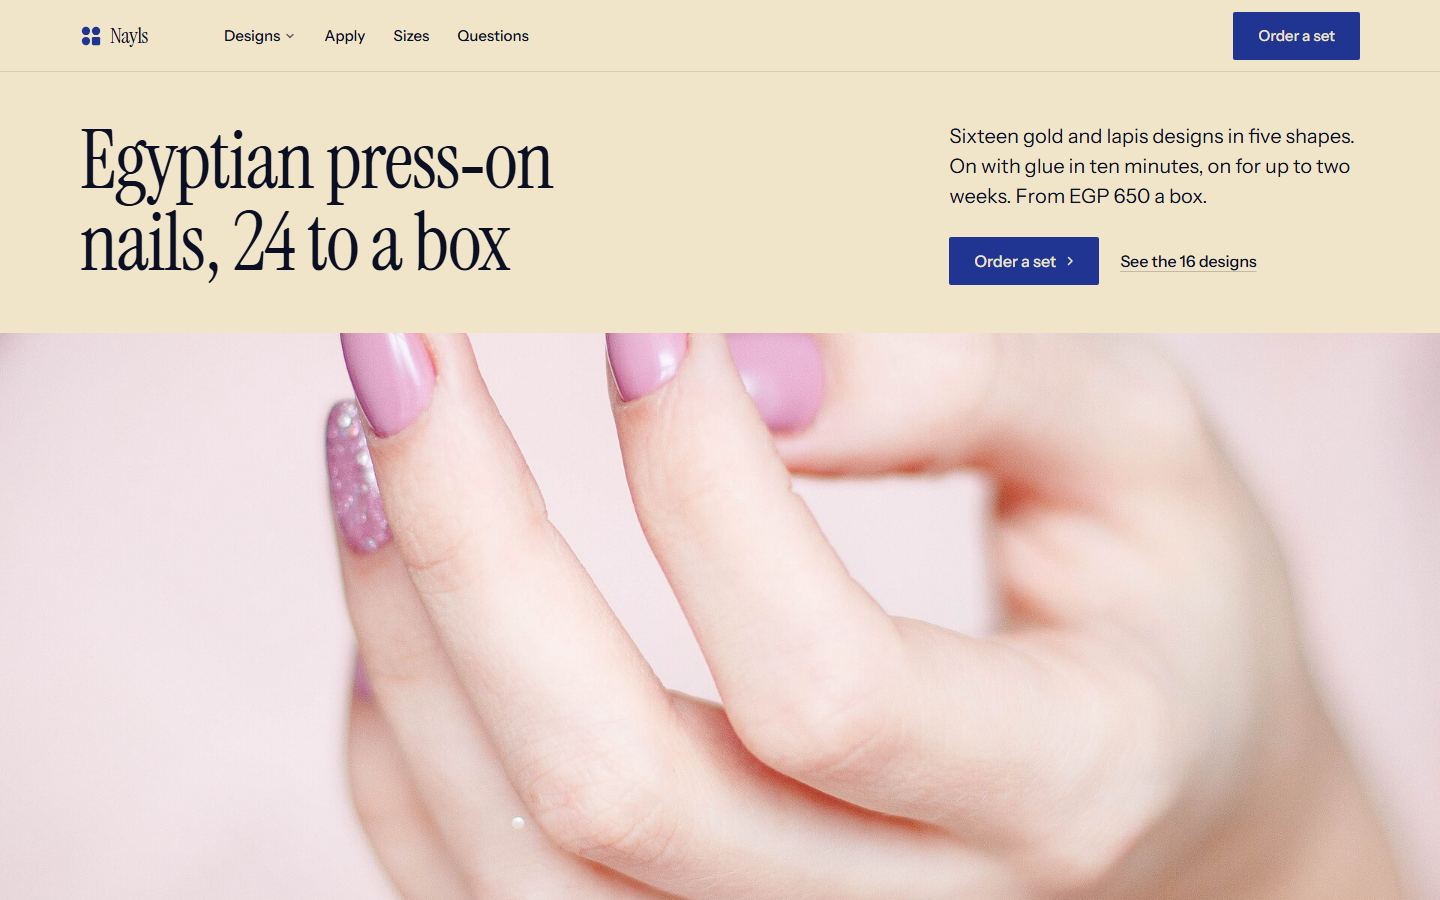 Nayls
Designs
Apply
Sizes
Questions
Order a set
Egyptian press-on
nails, 24 to a box
Sixteen gold and lapis designs in five shapes.
On with glue in ten minutes, on for up to two
weeks. From EGP 650 a box.
Order a set
See the 16 designs